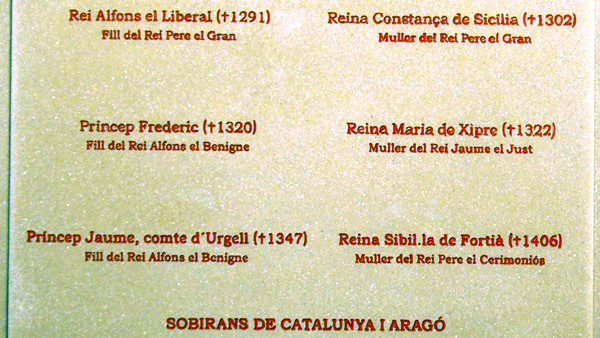 Rei Alfons el Liberal (†1291)
Fill del Rei Pere el Gran
Reina Constança de Sicília (†1302)
Muller del Rei Pere el Gran
Príncep Frederic (†1320)
Fill del Rei Alfons el Benigne
Reina Maria de Xipre (†1322)
Muller del Rei Jaume el Just
Príncep Jaume, comte d'Urgell (†1347)
Fill del Rei Alfons el Benigne
Reina Sibil.la de Fortià (†1406)
Muller del Rei Pere el Cerimoniós
SOBIRANS DE CATALUNYA I ARAGÓ